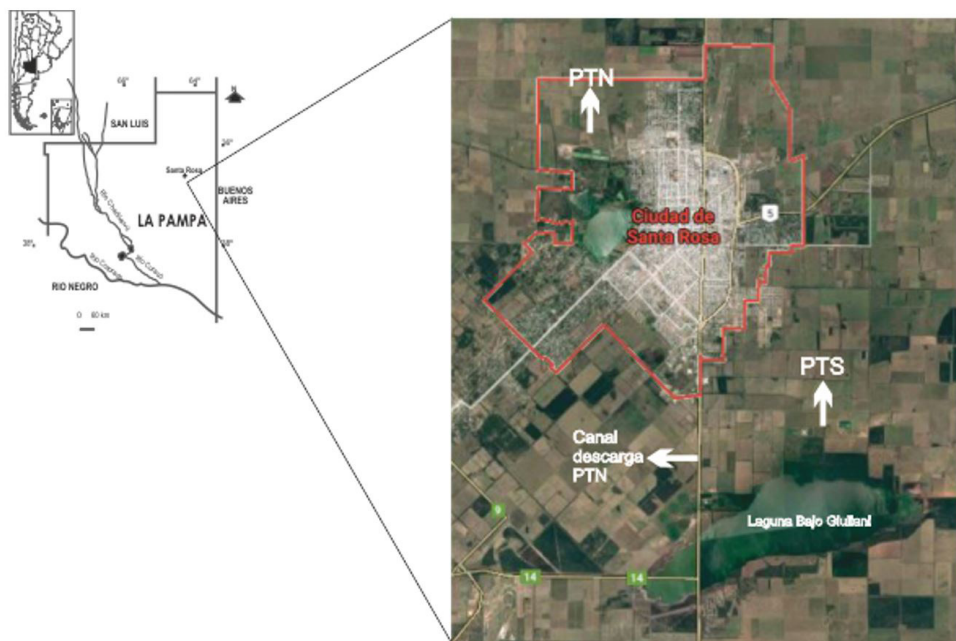 SAN LUIS
Santa Rosa
BUENOS
AIRES
LA PAMPA
RIO NEGRO
0 60 km
N
PTN
Ciudad de
Santa Rosa
5
PTS
Canal
descarga
PTN
Laguna Bajo Giuliani
9
14
14